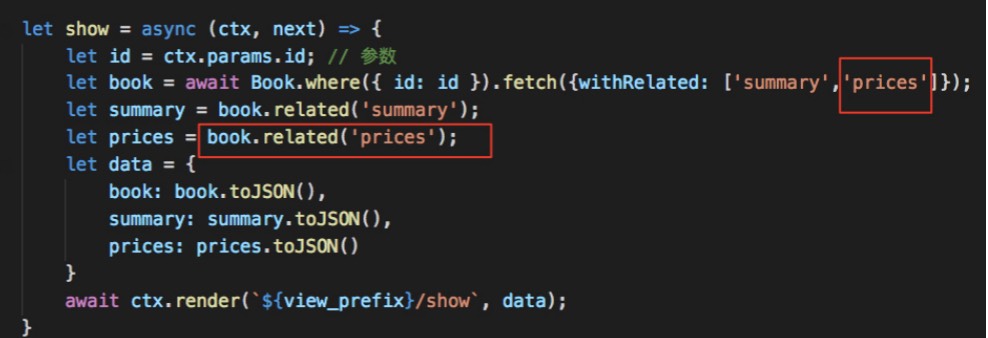 let show = async (ctx, next) => {
let id = ctx.params.id; // 参数
let book = await Book.where({ id: id }).fetch({withRelated: ['summary','prices']});
let summary = book.related('summary');
let prices = book.related('prices');
let data = {
book: book.toJSON(),
summary: summary.toJSON(),
prices: prices.toJSON()
}
await ctx.render(`${view_prefix}/show`, data);
}